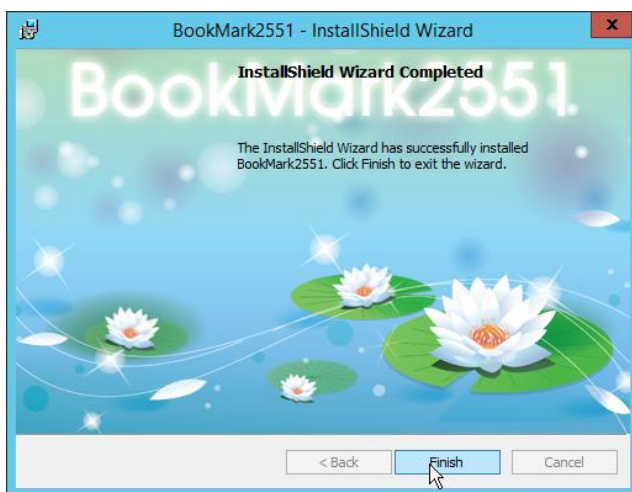 BookMark2551 - InstallShield Wizard
x
BookMark2551
InstallShield Wizard Completed
The InstallShield Wizard has successfully installed
BookMark2551. Click Finish to exit the wizard.
< Back
Finish
Cancel